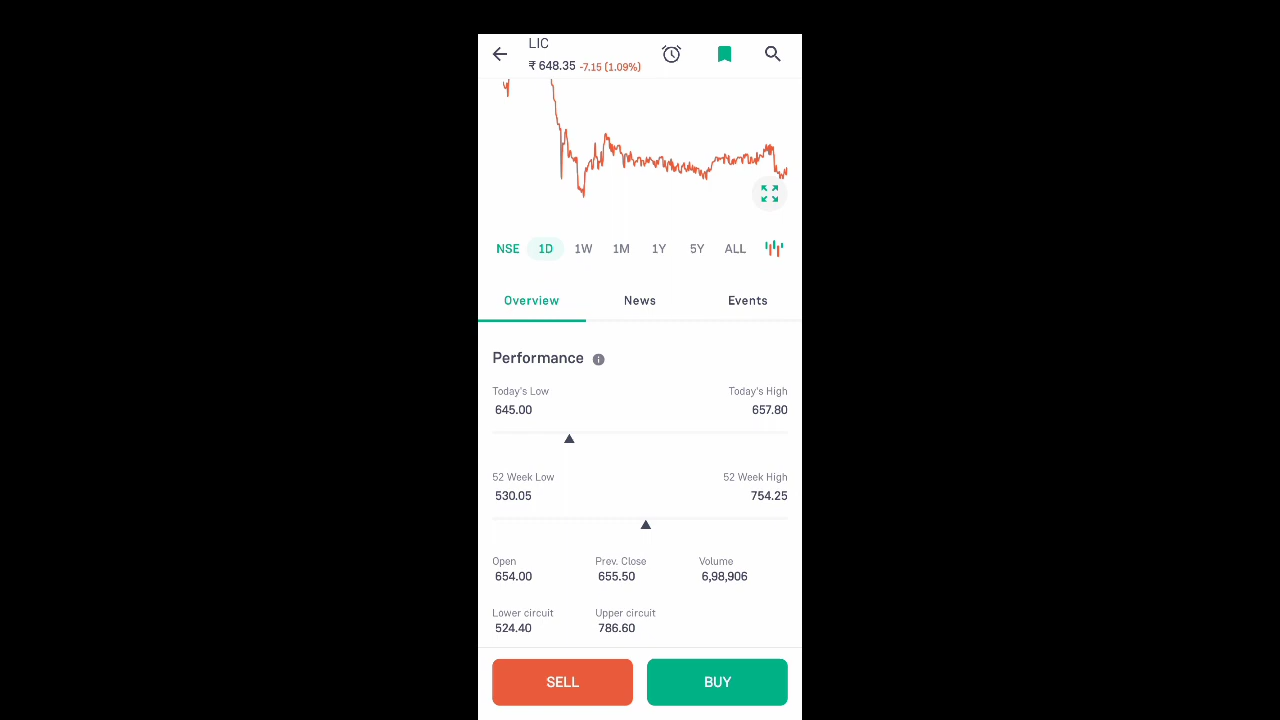 LIC
₹ 648.35 -7.15 (1.09%)
NSE 1D 1W 1M 1Y 5Y ALL
Overview News Events
Performance
Today's Low Today's High
645.00 657.80
52 Week Low 52 Week High
530.05 754.25
Open Prev. Close Volume
654.00 655.50 6,98,906
Lower circuit Upper circuit
524.40 786.60
SELL BUY